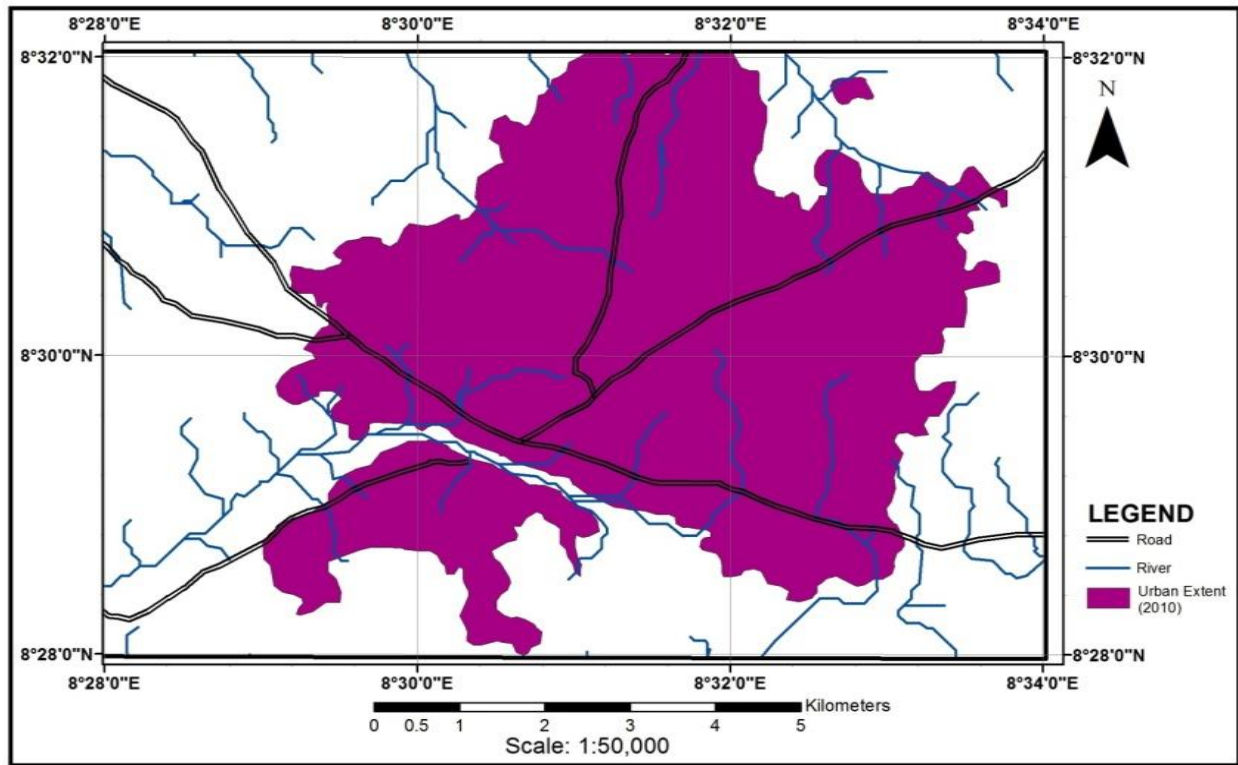 8°28'0"E 8°30'0"E 8°32'0"E 8°34'0"E
8°32'0"N 8°32'0"N
N
8°30'0"N 8°30'0"N
LEGEND
Road
River
Urban Extent
(2010)
8°28'0"N 8°28'0"N
8°28'0"E 8°30'0"E 8°32'0"E 8°34'0"E
Kilometers
0 0.5 1 2 3 4 5
Scale: 1:50,000